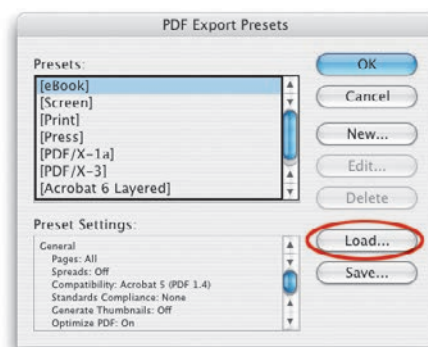 PDF Export Presets
Presets:
[eBook]
[Screen]
[Print]
[Press]
[PDF/X-1a]
[PDF/X-3]
[Acrobat 6 Layered]
Preset Settings:
General
Pages: All
Spreads: Off
Compatibility: Acrobat 5 (PDF 1.4)
Standards Compliance: None
Generate Thumbnails: Off
Optimize PDF: On
OK
Cancel
New...
Edit...
Delete
Load...
Save...